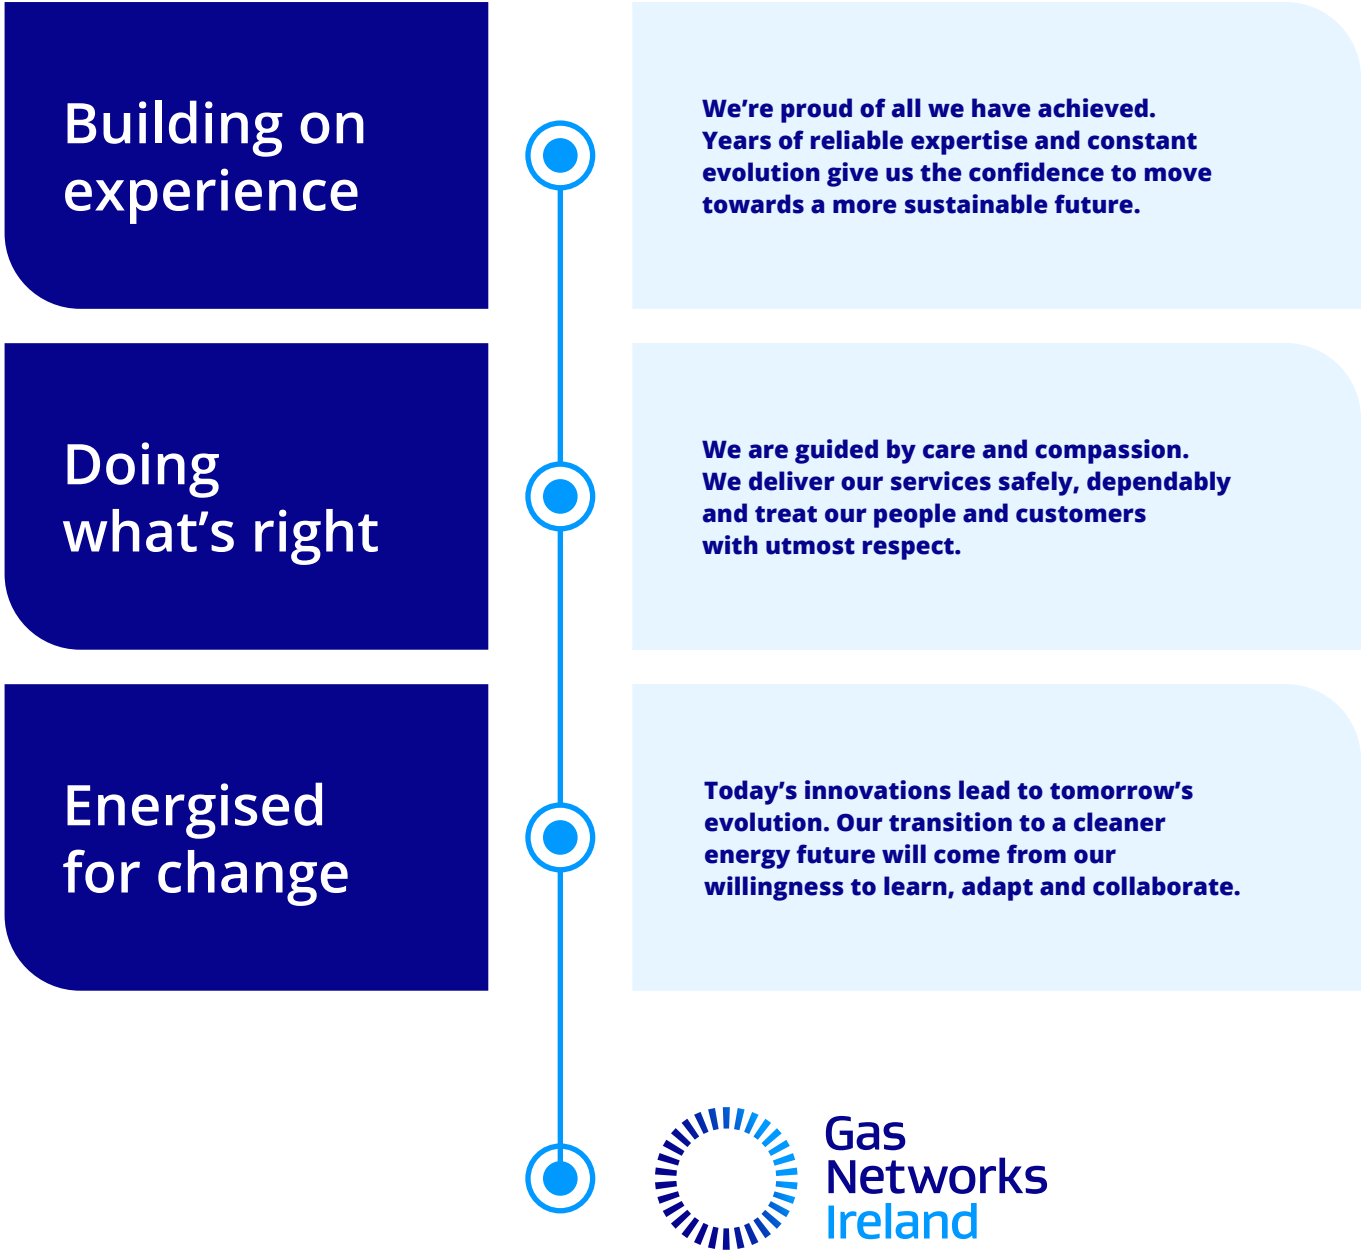 Building on
experience
We’re proud of all we have achieved.
Years of reliable expertise and constant
evolution give us the confidence to move
towards a more sustainable future.
Doing
what’s right
We are guided by care and compassion.
We deliver our services safely, dependably
and treat our people and customers
with utmost respect.
Energised
for change
Today’s innovations lead to tomorrow’s
evolution. Our transition to a cleaner
energy future will come from our
willingness to learn, adapt and collaborate.
Gas
Networks
Ireland